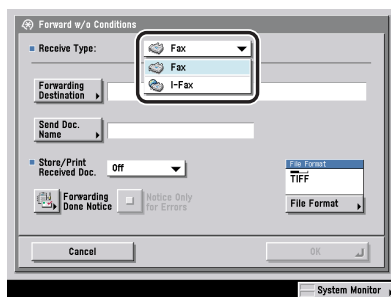 Forward w/o Conditions
Receive Type:
Fax
Fax
I-Fax
Forwarding
Destination
Send Doc.
Name
Store/Print
Received Doc.
Off
File Format
TIFF
Forwarding
Done Notice
Notice Only
for Errors
File Format
Cancel
OK
System Monitor